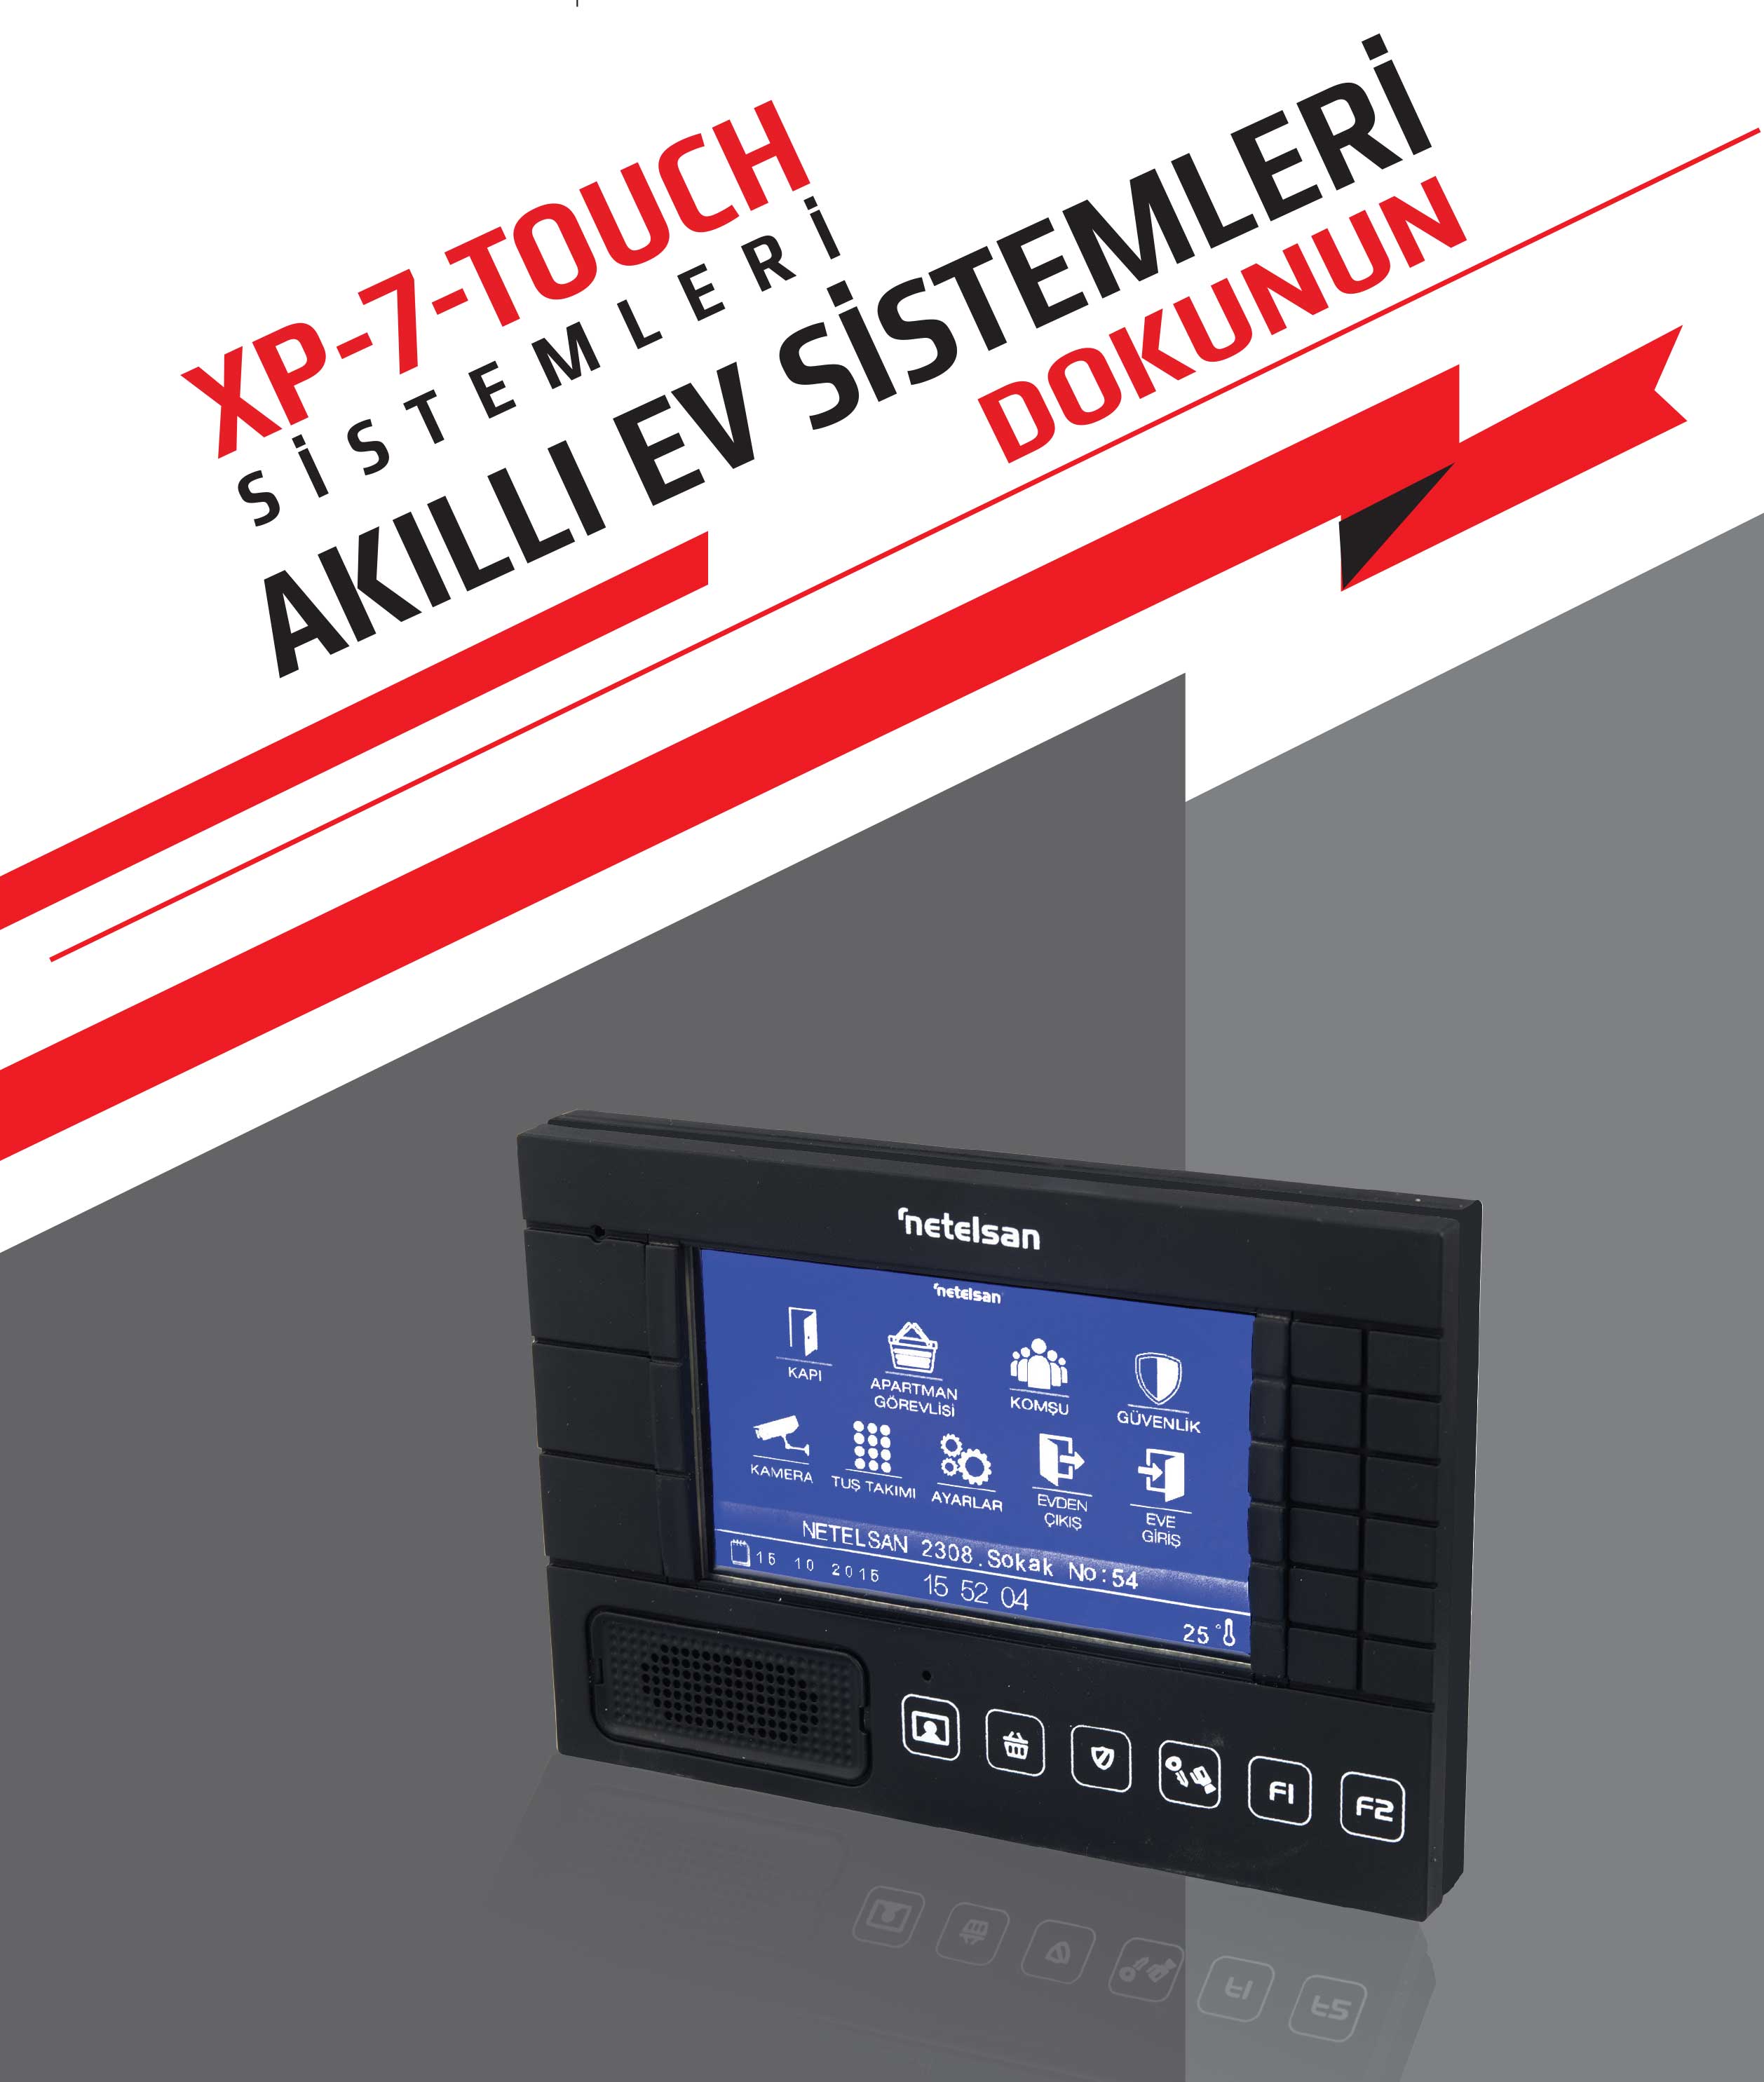 XP-7-TOUCH
SİSTEMLERİ
AKILLI EV SİSTEMLERİ
DOKUNUN
netelsan
netelsan
KAPI
APARTMAN
GÖREVLİSİ
KOMŞU
GÜVENLİK
KAMERA
TUŞ TAKIMI
AYARLAR
EVDEN
ÇIKIŞ
EVE
GİRİŞ
NETELSAN 2308.Sokak No:54
15 10 2015 15 52 04
25°
F1
F2